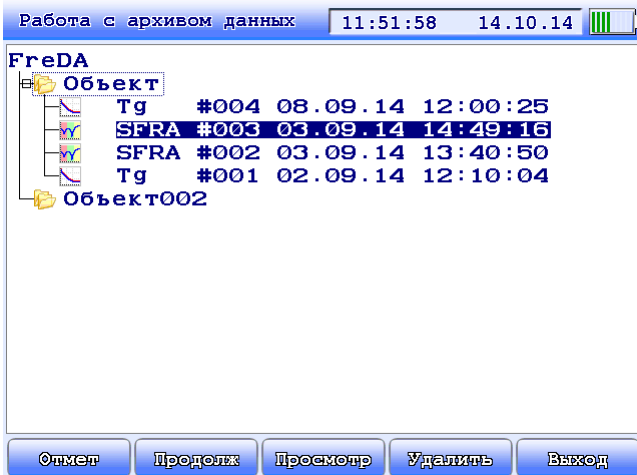 Работа с архивом данных 11:51:58 14.10.14
FreDA
Объект
Tg #004 08.09.14 12:00:25
SFRA #003 03.09.14 14:49:16
SFRA #002 03.09.14 13:40:50
Tg #001 02.09.14 12:10:04
Объект002
Отмет Продолж Просмотр Удалить Выход